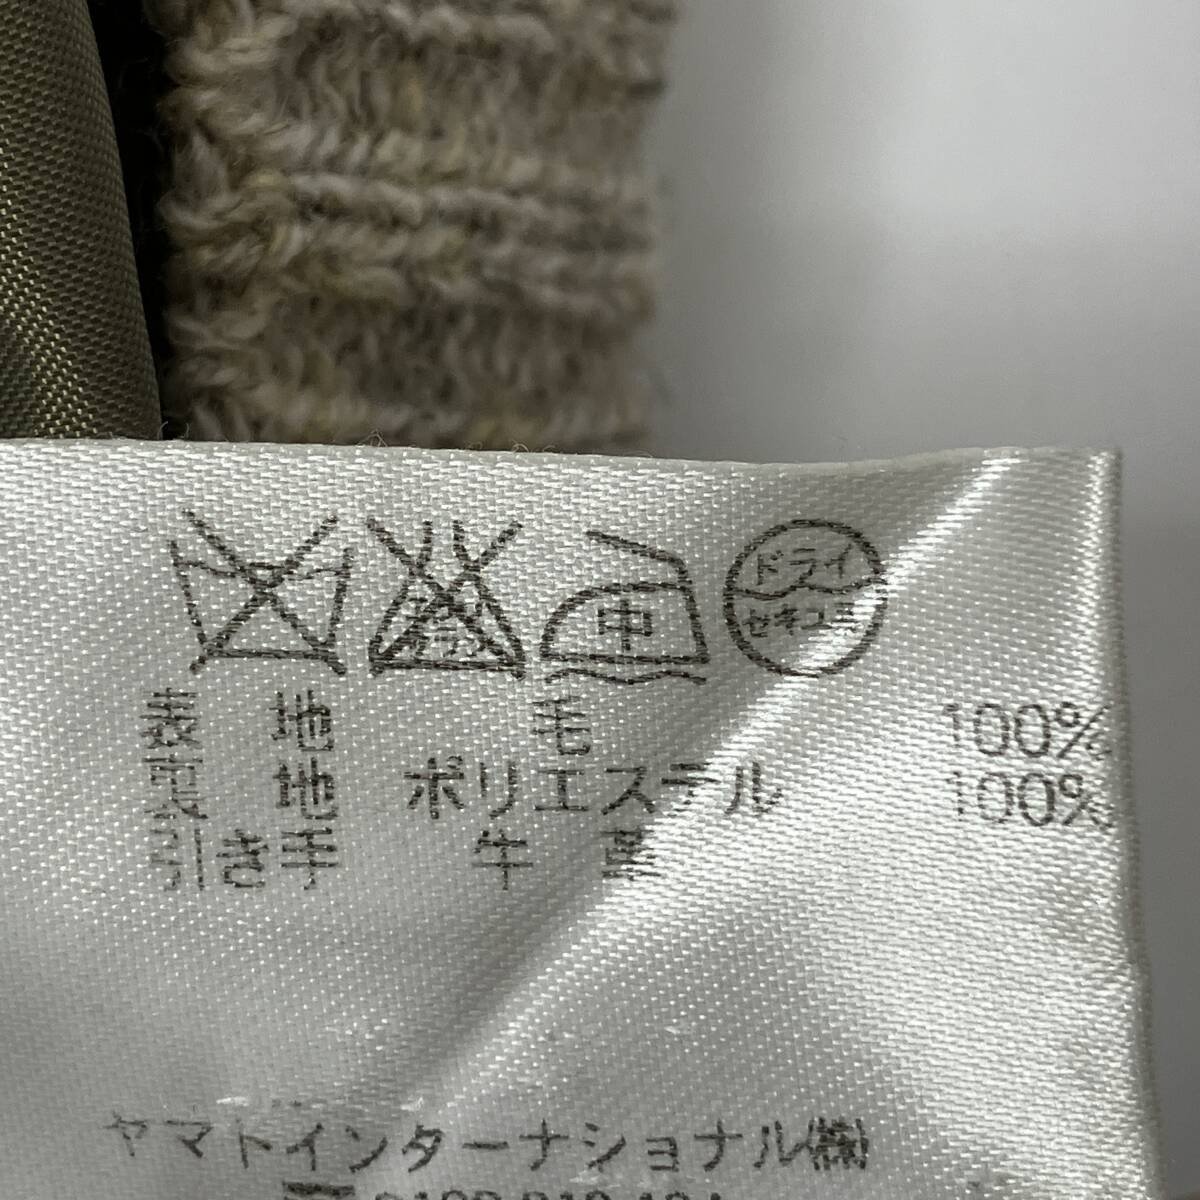 中 ドライ セキユ系
表 地 毛 100%
裏 地 ポリエステル 100%
引き手 牛 革
ヤマトインターナショナル㈱